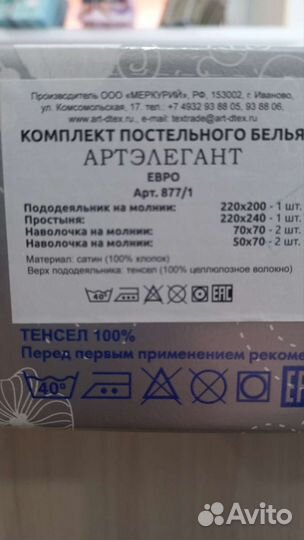 Производитель ООО «МЕРКУРИЙ», РФ, 153002, г. Иваново,
ул. Комсомольская, 17. тел.: +7 4932 93 88 05, 93 88 06,
www.art-dtex.ru, e-mail: textrade@art-dtex.ru
КОМПЛЕКТ ПОСТЕЛЬНОГО БЕЛЬЯ
АРТЭЛЕГАНТ
ЕВРО
Арт. 877/1
Пододеяльник на молнии: 220x200 - 1 шт.
Простыня: 220x240 - 1 шт.
Наволочка на молнии: 70x70 - 2 шт.
Наволочка на молнии: 50x70 - 2 шт.
Материал: сатин (100% хлопок)
Верх пододеяльника: тенсел (100% целлюлозное волокно)
40° EAC
ТЕНСЕЛ 100%
Перед первым применением рекоме
40°
Avito